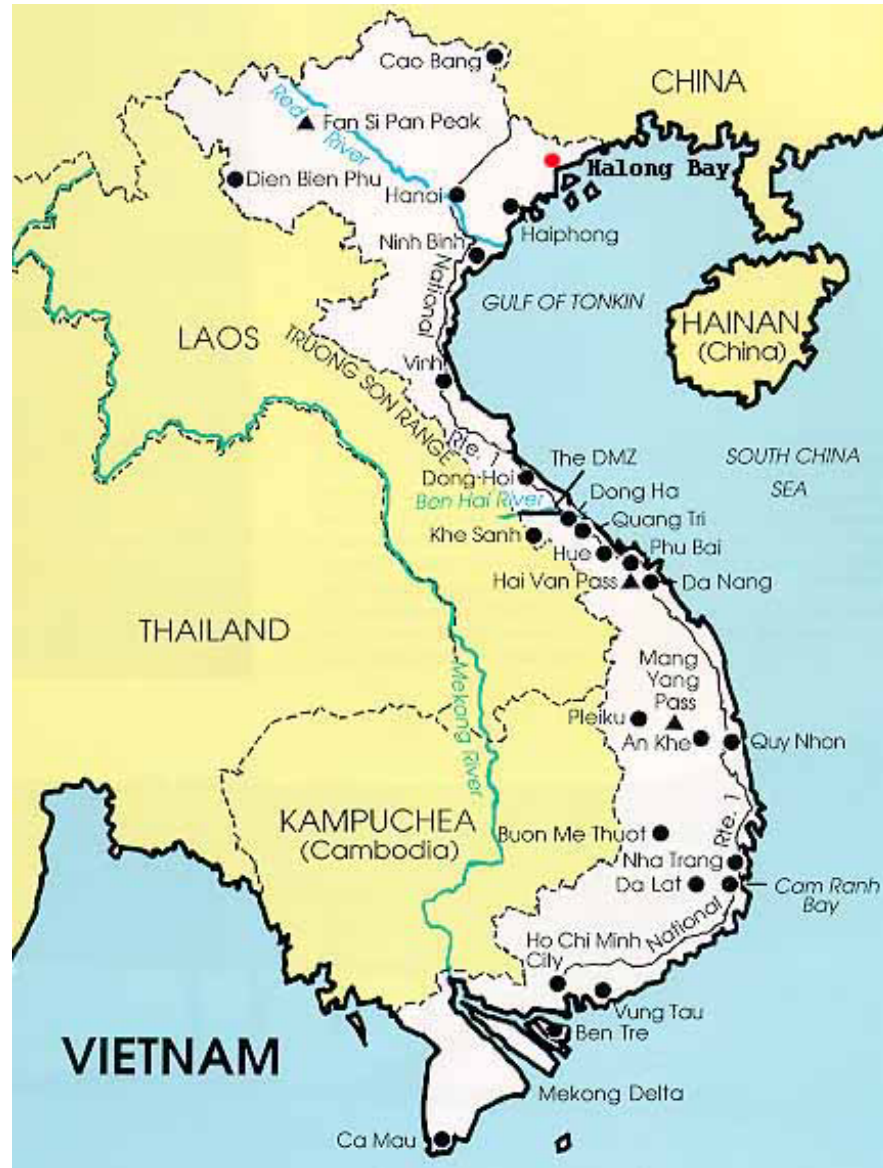 Cao Bang
CHINA
Red
River
Fan Si Pan Peak
Halong Bay
Dien Bien Phu
Hanoi
Haiphong
Ninh Binh
National
GULF OF TONKIN
HAINAN
(China)
LAOS
TRUONG SON RANGE
Vinh
Rte. 1
The DMZ
SOUTH CHINA
SEA
Dong Hoi
Dong Ha
Ben Hai River
Quang Tri
Khe Sanh
Hue
Phu Bai
Hai Van Pass
Da Nang
THAILAND
Mang
Yang
Pass
Mekong River
Pleiku
An Khe
Quy Nhon
KAMPUCHEA
(Cambodia)
Buon Me Thuot
Rte. 1
Nha Trang
Da Lat
Cam Ranh
Bay
National
Ho Chi Minh
Cily
Vung Tau
Ben Tre
VIETNAM
Mekong Delta
Ca Mau